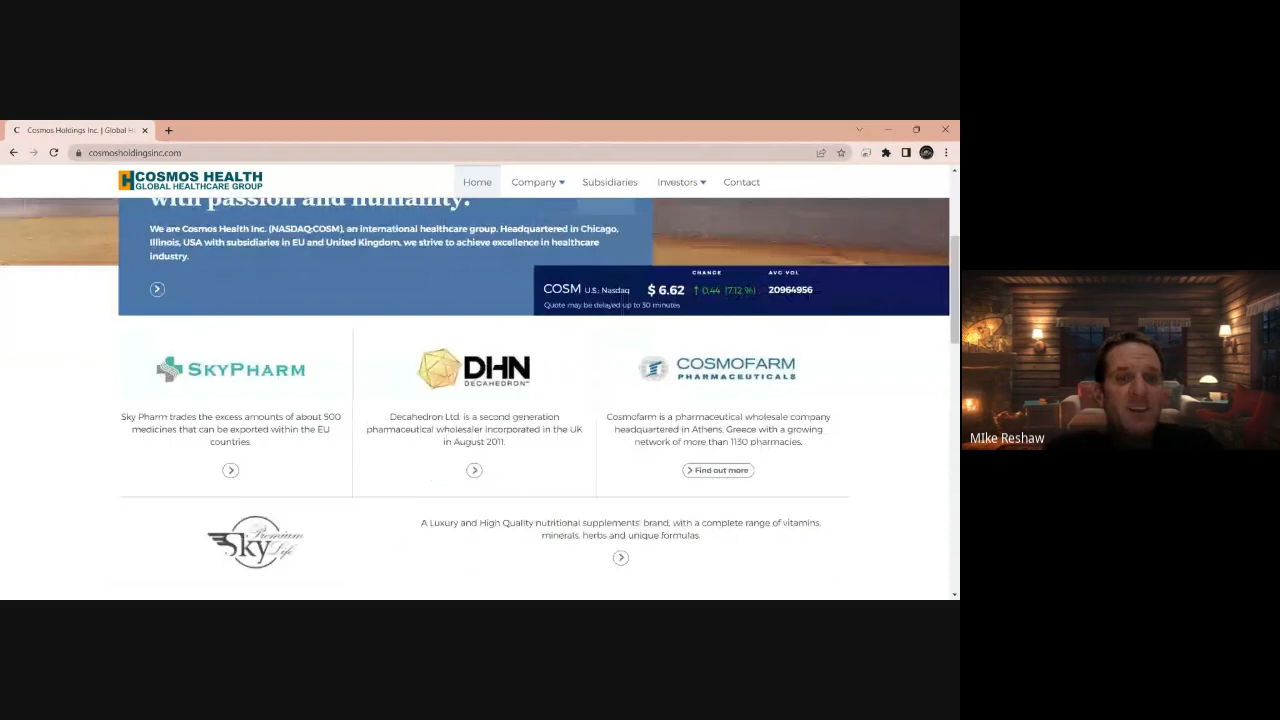 C Cosmos Holdings Inc. | Global H
cosmosholdingsinc.com
COSMOS HEALTH
GLOBAL HEALTHCARE GROUP
Home Company Subsidiaries Investors Contact
with passion and humanity.
We are Cosmos Health Inc. (NASDAQ:COSM), an international healthcare group. Headquartered in Chicago,
Illinois, USA with subsidiaries in EU and United Kingdom, we strive to achieve excellence in healthcare
industry.
COSM U.S.: Nasdaq $ 6.62 CHANGE ↑ 0.44 (7.12 %) AVG VOL 20964956
Quote may be delayed up to 30 minutes
SKYPHARM
Sky Pharm trades the excess amounts of about 500
medicines that can be exported within the EU
countries.
DHN
DECAHEDRON
Decahedron Ltd. is a second generation
pharmaceutical wholesaler incorporated in the UK
in August 2011.
COSMOFARM
PHARMACEUTICALS
Cosmofarm is a pharmaceutical wholesale company
headquartered in Athens, Greece with a growing
network of more than 1130 pharmacies.
Find out more
Sky Premium Life
A Luxury and High Quality nutritional supplements' brand, with a complete range of vitamins,
minerals, herbs and unique formulas.
MIke Reshaw